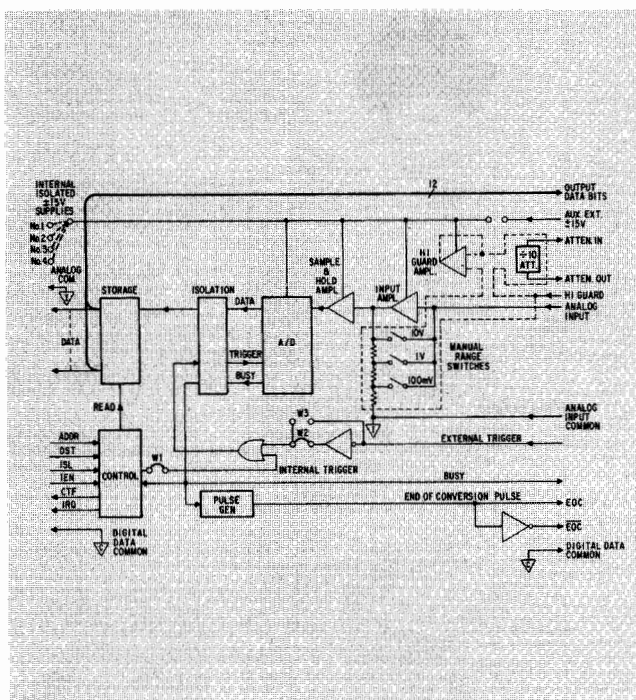 INTERNAL
ISOLATED
±15V
SUPPLIES
No.1
No.2
No.3
No.4
ANALOG
COM.
12
OUTPUT
DATA BITS
AUX EXT.
±15V
ATTEN. IN
÷10
ATT.
ATTEN. OUT
HI
GUARD
AMPL.
HI GUARD
ANALOG
INPUT
STORAGE
ISOLATION
SAMPLE
&
HOLD
AMPL
INPUT
AMPL.
DATA
A/D
TRIGGER
BUSY
10V
1V
100mV
MANUAL
RANGE
SWITCHES
DATA
READ
ANALOG
INPUT
COMMON
W3
W2
EXTERNAL TRIGGER
ADDR
DST
ISL
IEN
CTF
IRQ
CONTROL
W1
INTERNAL TRIGGER
BUSY
PULSE
GEN
END OF CONVERSION PULSE
EOC
EOC
DIGITAL
DATA
COMMON
DIGITAL DATA
COMMON